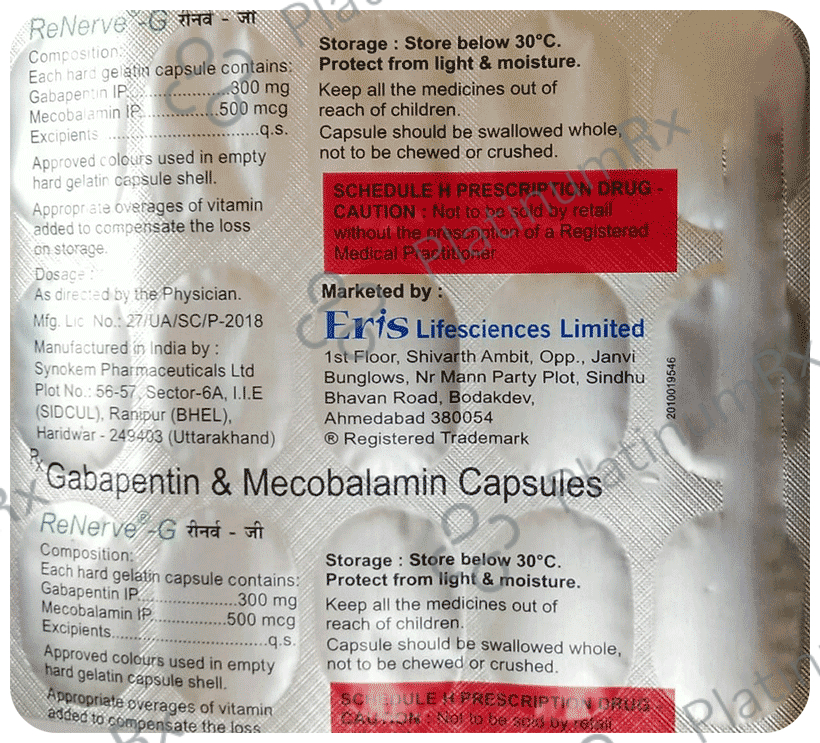 ReNerve®-G रीनर्व - जी
Composition:
Each hard gelatin capsule contains:
Gabapentin IP..................300 mg
Mecobalamin IP..............500 mcg
Excipients............................q.s.
Approved colours used in empty
hard gelatin capsule shell.
Appropriate overages of vitamin
added to compensate the loss
on storage.
Dosage :
As directed by the Physician.
Mfg. Lic. No.: 27/UA/SC/P-2018
Manufactured in India by :
Synokem Pharmaceuticals Ltd
Plot No.: 56-57, Sector-6A, I.I.E
(SIDCUL), Ranipur (BHEL),
Haridwar - 249403 (Uttarakhand)
Storage : Store below 30°C.
Protect from light & moisture.
Keep all the medicines out of
reach of children.
Capsule should be swallowed whole,
not to be chewed or crushed.
SCHEDULE H PRESCRIPTION DRUG -
CAUTION : Not to be sold by retail
without the prescription of a Registered
Medical Practitioner
Marketed by :
Eris Lifesciences Limited
1st Floor, Shivarth Ambit, Opp., Janvi
Bunglows, Nr Mann Party Plot, Sindhu
Bhavan Road, Bodakdev,
Ahmedabad 380054
® Registered Trademark
2010019546
Rx Gabapentin & Mecobalamin Capsules
ReNerve®-G रीनर्व - जी
Composition:
Each hard gelatin capsule contains:
Gabapentin IP..................300 mg
Mecobalamin IP..............500 mcg
Excipients............................q.s.
Approved colours used in empty
hard gelatin capsule shell.
Appropriate overages of vitamin
added to compensate the loss
Storage : Store below 30°C.
Protect from light & moisture.
Keep all the medicines out of
reach of children.
Capsule should be swallowed whole,
not to be chewed or crushed.
SCHEDULE H PRESCRIPTION DRUG -
CAUTION : Not to be sold by retail
PlatinumRx
PlatinumRx
PlatinumRx